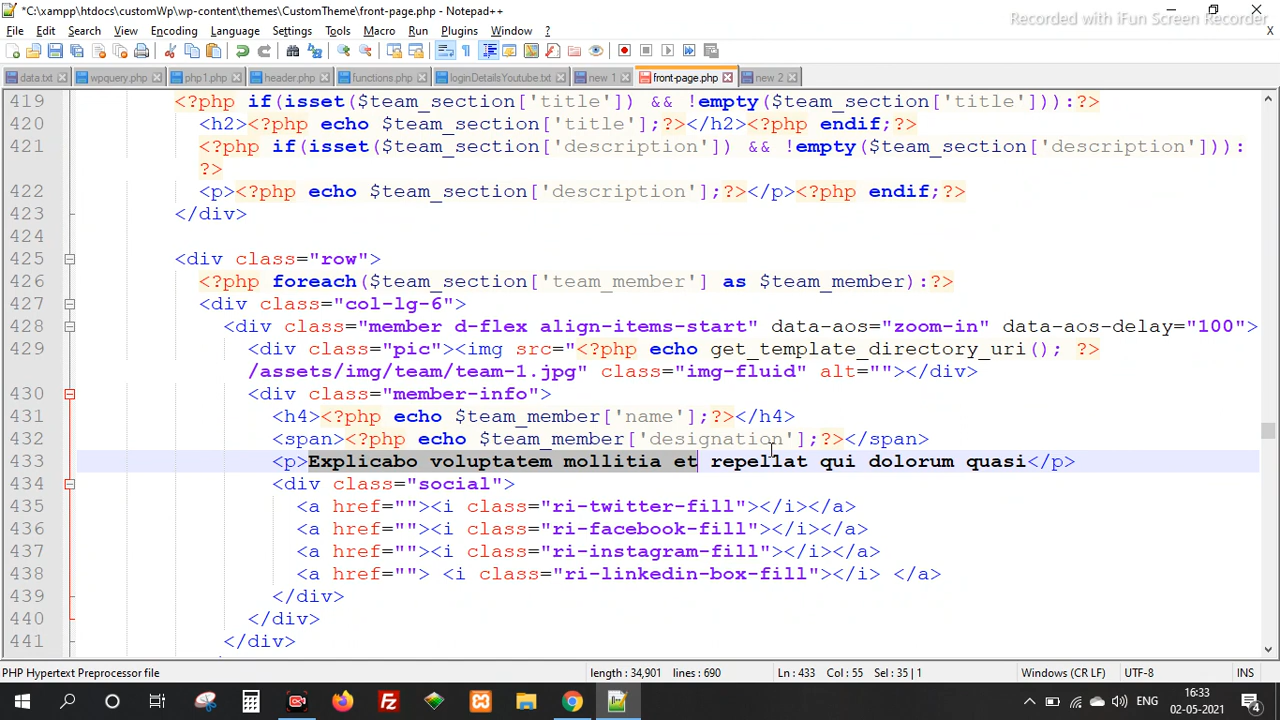 *C:\xampp\htdocs\customWp\wp-content\themes\CustomTheme\front-page.php - Notepad++
Recorded with iFun Screen Recorder
File Edit Search View Encoding Language Settings Tools Macro Run Plugins Window ? X
data.txt wpquery.php php1.php header.php functions.php loginDetailsYoutube.txt new 1 front-page.php new 2
419 <?php if(isset($team_section['title']) && !empty($team_section['title'])):?>
420 <h2><?php echo $team_section['title'];?></h2><?php endif;?>
421 <?php if(isset($team_section['description']) && !empty($team_section['description']):
?>
422 <p><?php echo $team_section['description'];?></p><?php endif;?>
423 </div>
424
425 <div class="row">
426 <?php foreach($team_section['team_member'] as $team_member):?>
427 <div class="col-lg-6">
428 <div class="member d-flex align-items-start" data-aos="zoom-in" data-aos-delay="100">
429 <div class="pic"><img src="<?php echo get_template_directory_uri(); ?>
/assets/img/team/team-1.jpg" class="img-fluid" alt=""></div>
430 <div class="member-info">
431 <h4><?php echo $team_member['name'];?></h4>
432 <span><?php echo $team_member['designation'];?></span>
433 <p>Explicabo voluptatem mollitia et repellat qui dolorum quasi</p>
434 <div class="social">
435 <a href=""><i class="ri-twitter-fill"></i></a>
436 <a href=""><i class="ri-facebook-fill"></i></a>
437 <a href=""><i class="ri-instagram-fill"></i></a>
438 <a href=""> <i class="ri-linkedin-box-fill"></i> </a>
439 </div>
440 </div>
441 </div>
PHP Hypertext Preprocessor file length : 34,901 lines : 690 Ln : 433 Col : 55 Sel : 35 | 1 Windows (CR LF) UTF-8 INS
ENG 16:33 02-05-2021 4